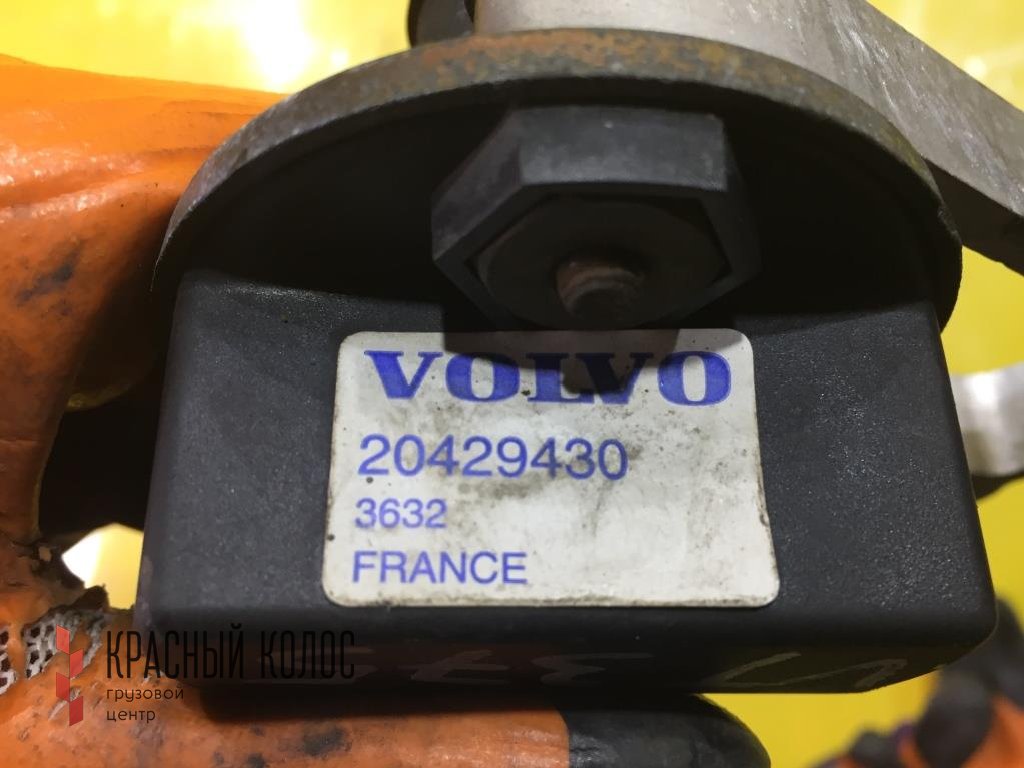 VOLVO
20429430
3632
FRANCE
КРАСНЫЙ КОЛОС
грузовой
центр